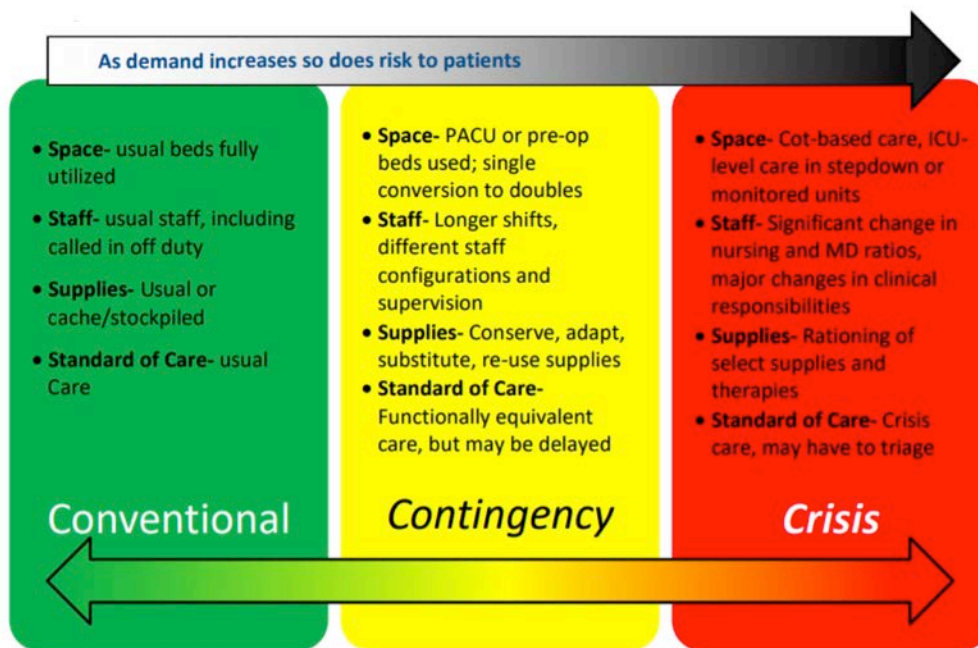 As demand increases so does risk to patients
• Space- usual beds fully
utilized
• Staff- usual staff, including
called in off duty
• Supplies- Usual or
cache/stockpiled
• Standard of Care- usual
Care
Conventional
• Space- PACU or pre-op
beds used; single
conversion to doubles
• Staff- Longer shifts,
different staff
configurations and
supervision
• Supplies- Conserve, adapt,
substitute, re-use supplies
• Standard of Care-
Functionally equivalent
care, but may be delayed
Contingency
• Space- Cot-based care, ICU-
level care in stepdown or
monitored units
• Staff- Significant change in
nursing and MD ratios,
major changes in clinical
responsibilities
• Supplies- Rationing of
select supplies and
therapies
• Standard of Care- Crisis
care, may have to triage
Crisis